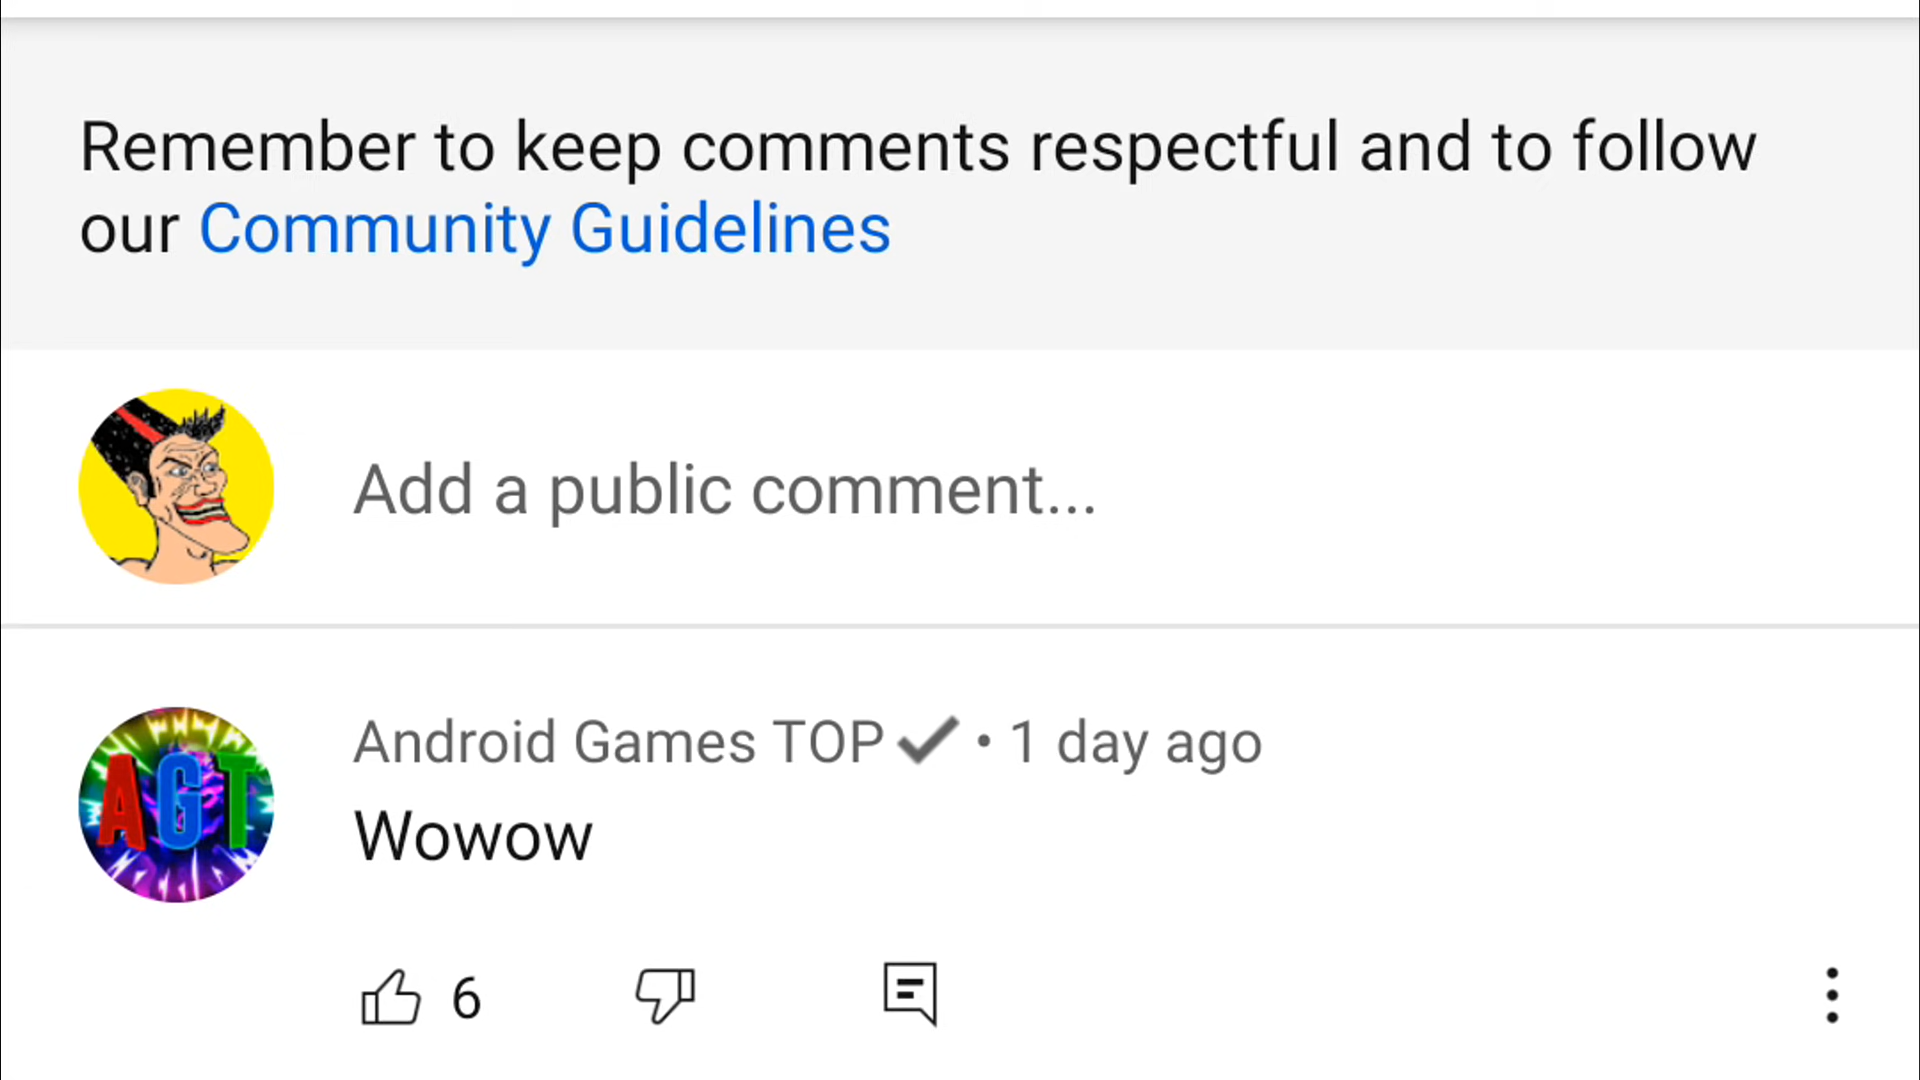 Remember to keep comments respectful and to follow
our Community Guidelines
Add a public comment...
AGT
Android Games TOP • 1 day ago
Wowow
6